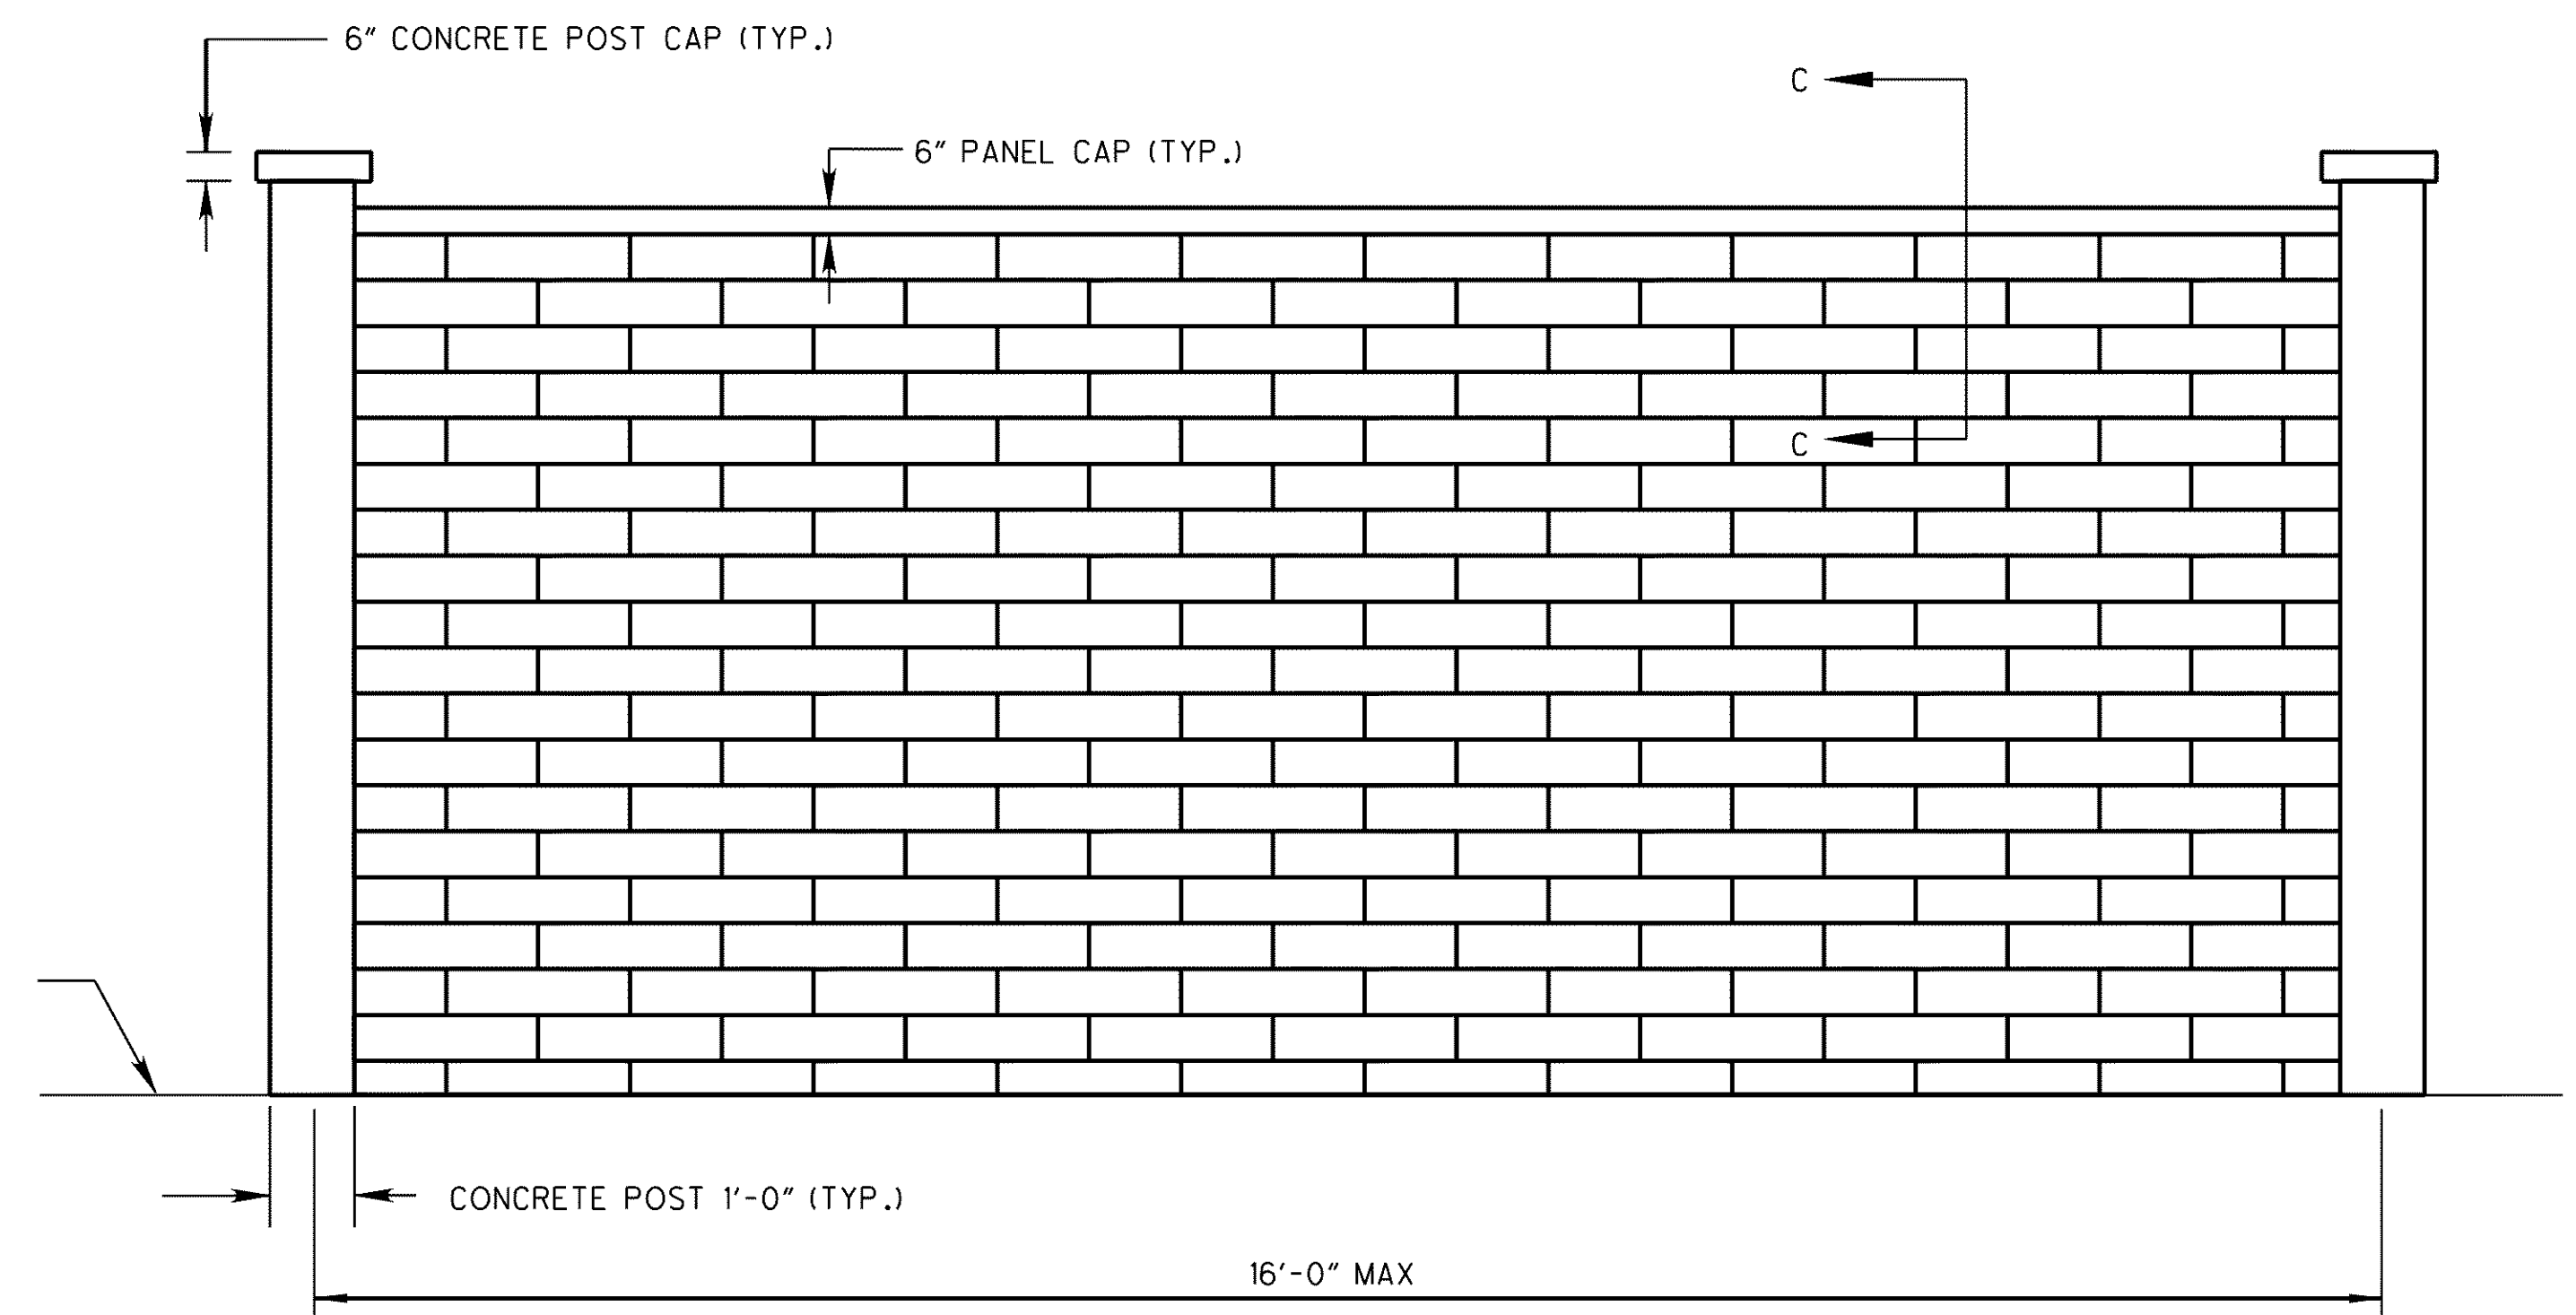 6" CONCRETE POST CAP (TYP.)
C
6" PANEL CAP (TYP.)
C
CONCRETE POST 1'-0" (TYP.)
16'-0" MAX